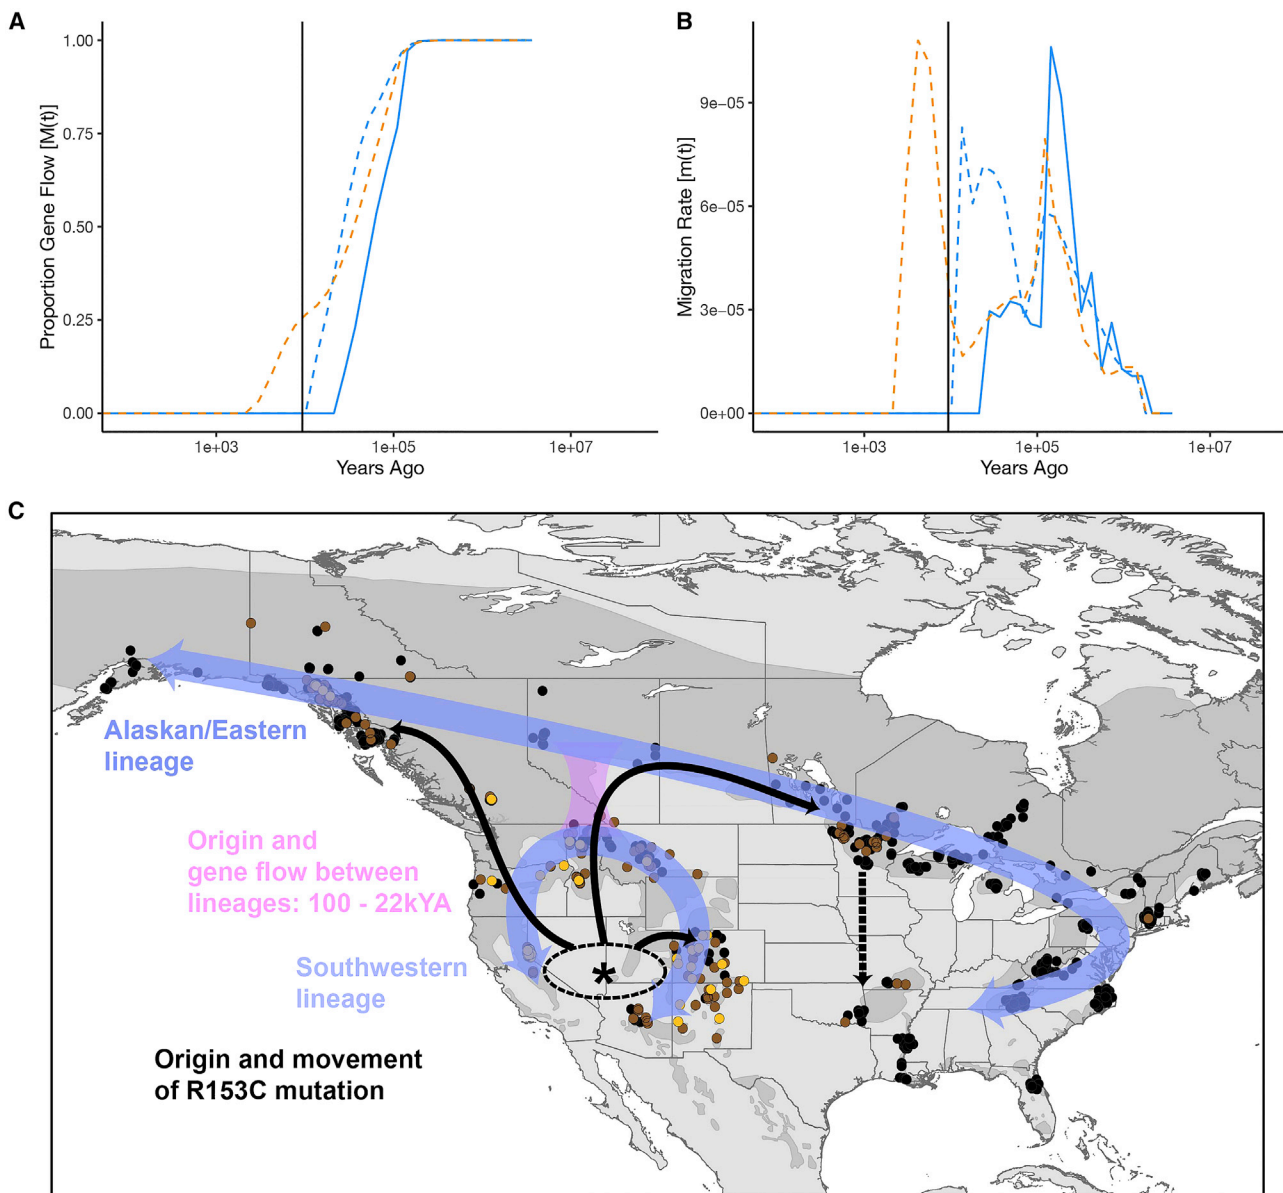 A
Proportion Gene Flow [M(t)]
1.00
0.75
0.50
0.25
0.00
1e+03
1e+05
1e+07
Years Ago
B
Migration Rate [m(t)]
9e−05
6e−05
3e−05
0e+00
1e+03
1e+05
1e+07
Years Ago
C
Alaskan/Eastern
lineage
Origin and
gene flow between
lineages: 100 - 22kYA
Southwestern
lineage
*
Origin and movement
of R153C mutation